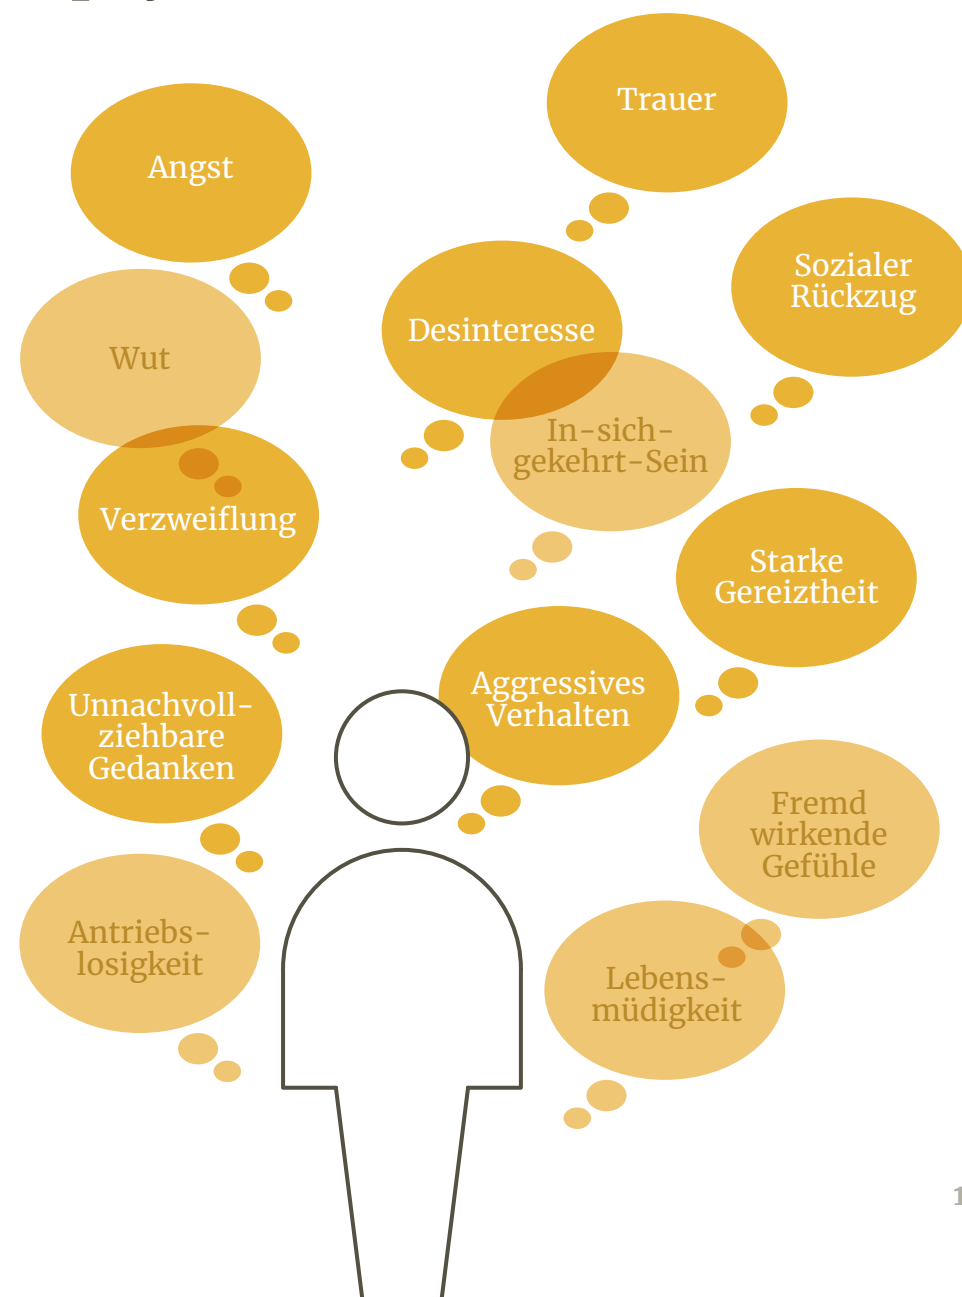 Trauer
Angst
Sozialer
Rückzug
Desinteresse
Wut
In-sich-
gekehrt-Sein
Verzweiflung
Starke
Gereiztheit
Aggressives
Verhalten
Unnachvoll-
ziehbare
Gedanken
Fremd
wirkende
Gefühle
Antriebs-
losigkeit
Lebens-
müdigkeit
1